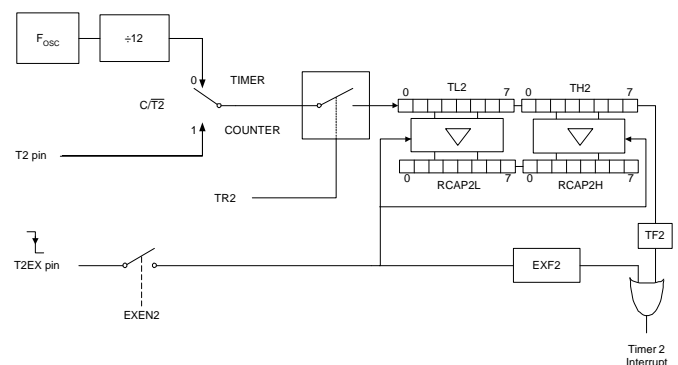 F_OSC
÷12
0 TIMER
C/T2̅
1 COUNTER
T2 pin
TR2
0 TL2 7
0 TH2 7
0 RCAP2L 7
0 RCAP2H 7
TF2
T2EX pin
EXF2
EXEN2
Timer 2
Interrupt